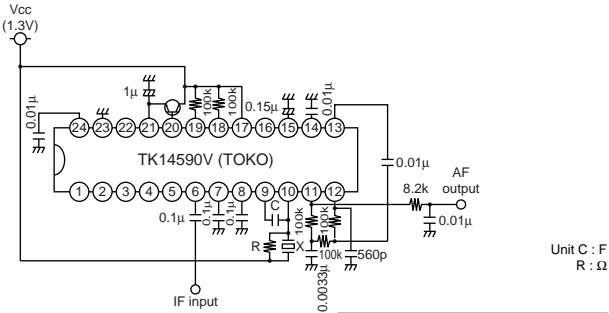 Vcc
(1.3V)
1μ
100k
100k
0.15μ
0.01μ
0.01μ
24 23 22 21 20 19 18 17 16 15 14 13
TK14590V (TOKO)
0.01μ
AF
output
1 2 3 4 5 6 7 8 9 10 11 12
8.2k
0.1μ
0.1μ
0.1μ
C
100k
100k
0.01μ
R
X
100k
560p
Unit C : F
R : Ω
0.0033μ
IF input